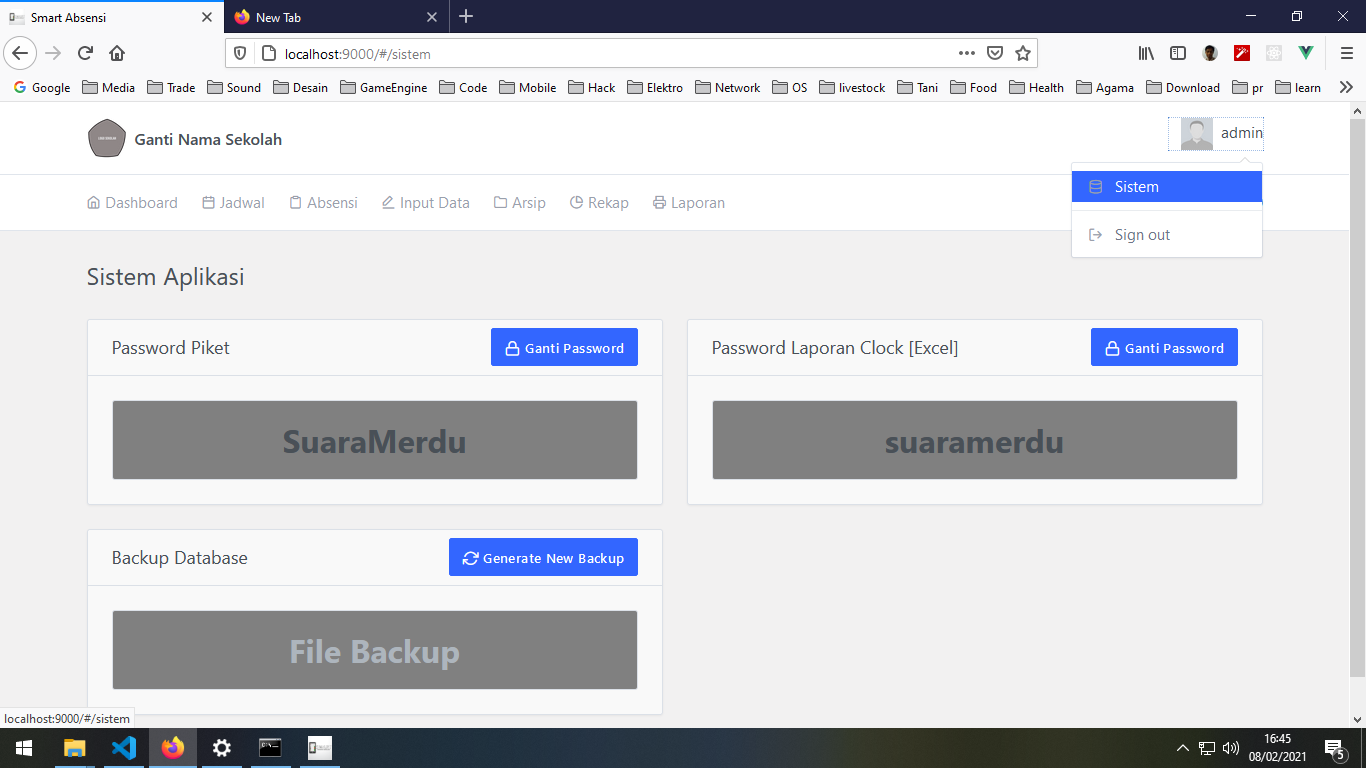 Smart Absensi
New Tab
localhost:9000/#/sistem
Google Media Trade Sound Desain GameEngine Code Mobile Hack Elektro Network OS livestock Tani Food Health Agama Download pr learn
Ganti Nama Sekolah
admin
Sistem
Sign out
Dashboard Jadwal Absensi Input Data Arsip Rekap Laporan
Sistem Aplikasi
Password Piket
Ganti Password
SuaraMerdu
Password Laporan Clock [Excel]
Ganti Password
suaramerdu
Backup Database
Generate New Backup
File Backup
localhost:9000/#/sistem
16:45
08/02/2021
5